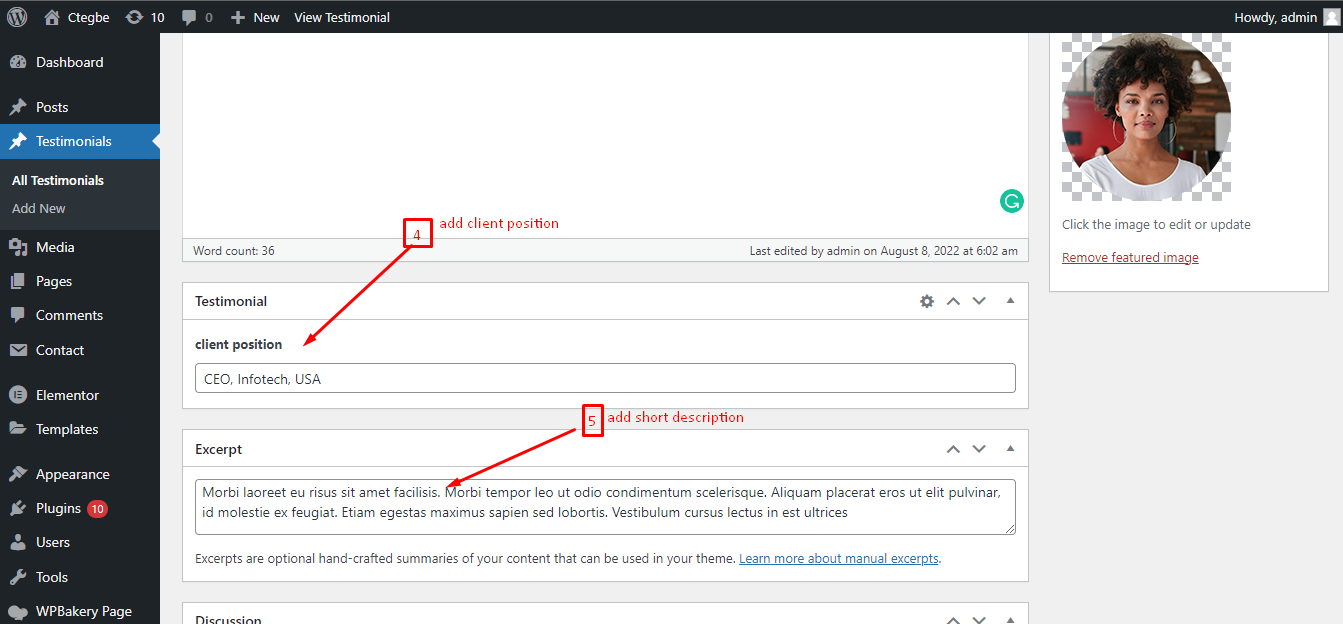 Ctegbe 10 0 New View Testimonial Howdy, admin
Dashboard
Posts
Testimonials
All Testimonials
Add New
Media
Pages
Comments
Contact
Elementor
Templates
Appearance
Plugins 10
Users
Tools
WPBakery Page
4 add client position
Word count: 36 Last edited by admin on August 8, 2022 at 6:02 am
Testimonial
client position
CEO, Infotech, USA
5 add short description
Excerpt
Morbi laoreet eu risus sit amet facilisis. Morbi tempor leo ut odio condimentum scelerisque. Aliquam placerat eros ut elit pulvinar,
id molestie ex feugiat. Etiam egestas maximus sapien sed lobortis. Vestibulum cursus lectus in est ultrices
Excerpts are optional hand-crafted summaries of your content that can be used in your theme. Learn more about manual excerpts.
Discussion
Click the image to edit or update
Remove featured image